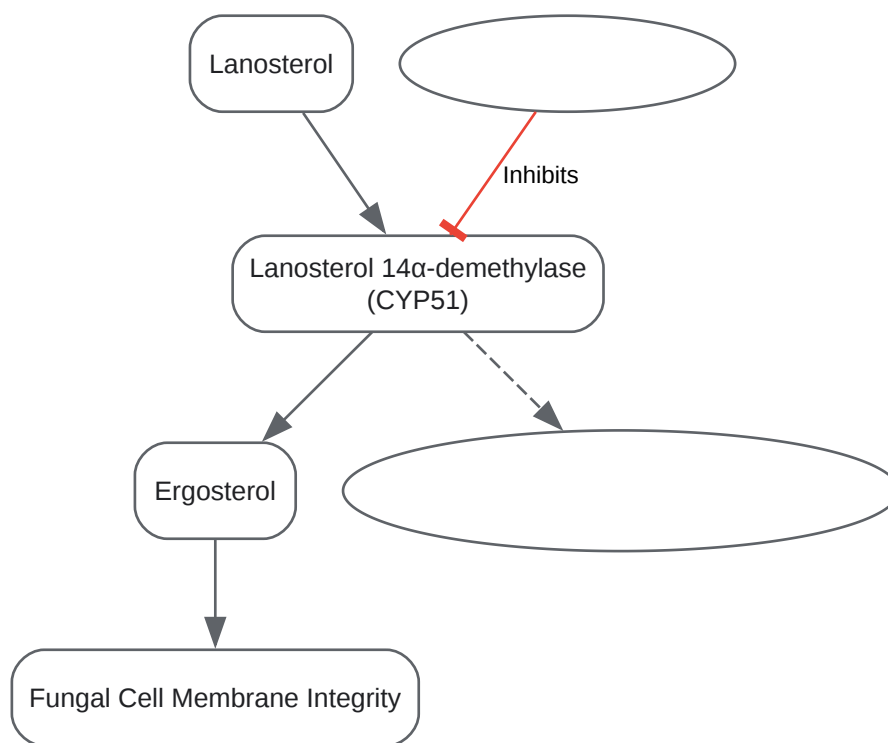 Lanosterol
Inhibits
Lanosterol 14α-demethylase
(CYP51)
Ergosterol
Fungal Cell Membrane Integrity